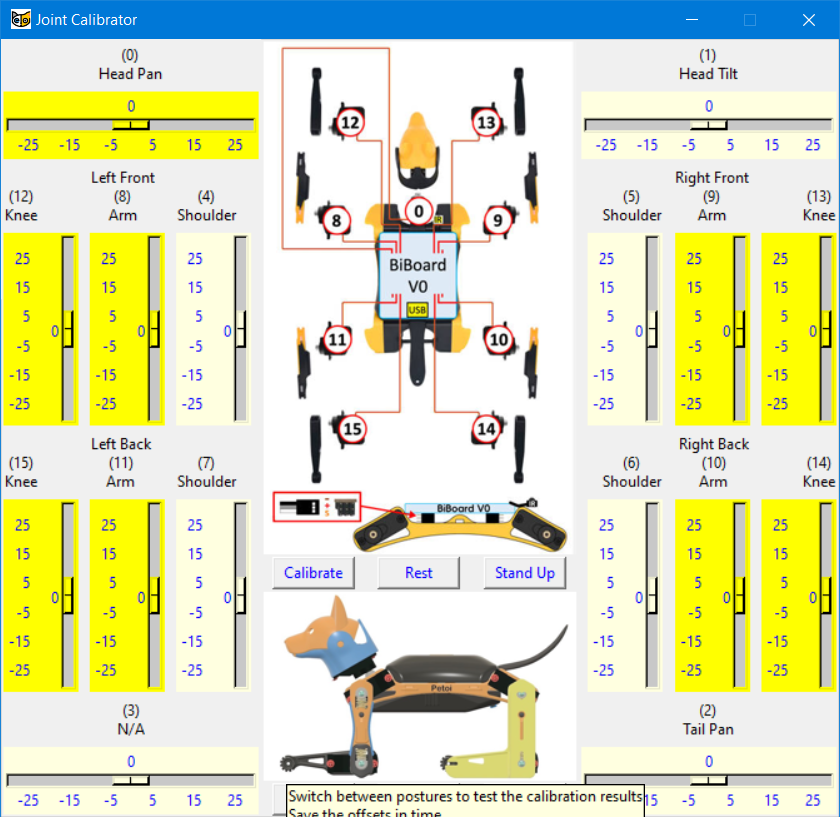 Joint Calibrator
(0)
Head Pan
0
-25 -15 -5 5 15 25
(1)
Head Tilt
0
-25 -15 -5 5 15 25
Left Front
(12) (8) (4)
Knee Arm Shoulder
25 25 25
15 15 15
5 5 5
0 0 0
-5 -5 -5
-15 -15 -15
-25 -25 -25
12 13
8 0 9
IR
BiBoard
V0
USB
11 10
15 14
Right Front
(5) (9) (13)
Shoulder Arm Knee
25 25 25
15 15 15
5 5 5
0 0 0
-5 -5 -5
-15 -15 -15
-25 -25 -25
Left Back
(15) (11) (7)
Knee Arm Shoulder
25 25 25
15 15 15
5 5 5
0 0 0
-5 -5 -5
-15 -15 -15
-25 -25 -25
BiBoard V0
Calibrate Rest Stand Up
Petoi
Right Back
(6) (10) (14)
Shoulder Arm Knee
25 25 25
15 15 15
5 5 5
0 0 0
-5 -5 -5
-15 -15 -15
-25 -25 -25
(3)
N/A
0
-25 -15 -5 5 15 25
(2)
Tail Pan
0
-5 5 15 25
Switch between postures to test the calibration results
Save the offsets in time